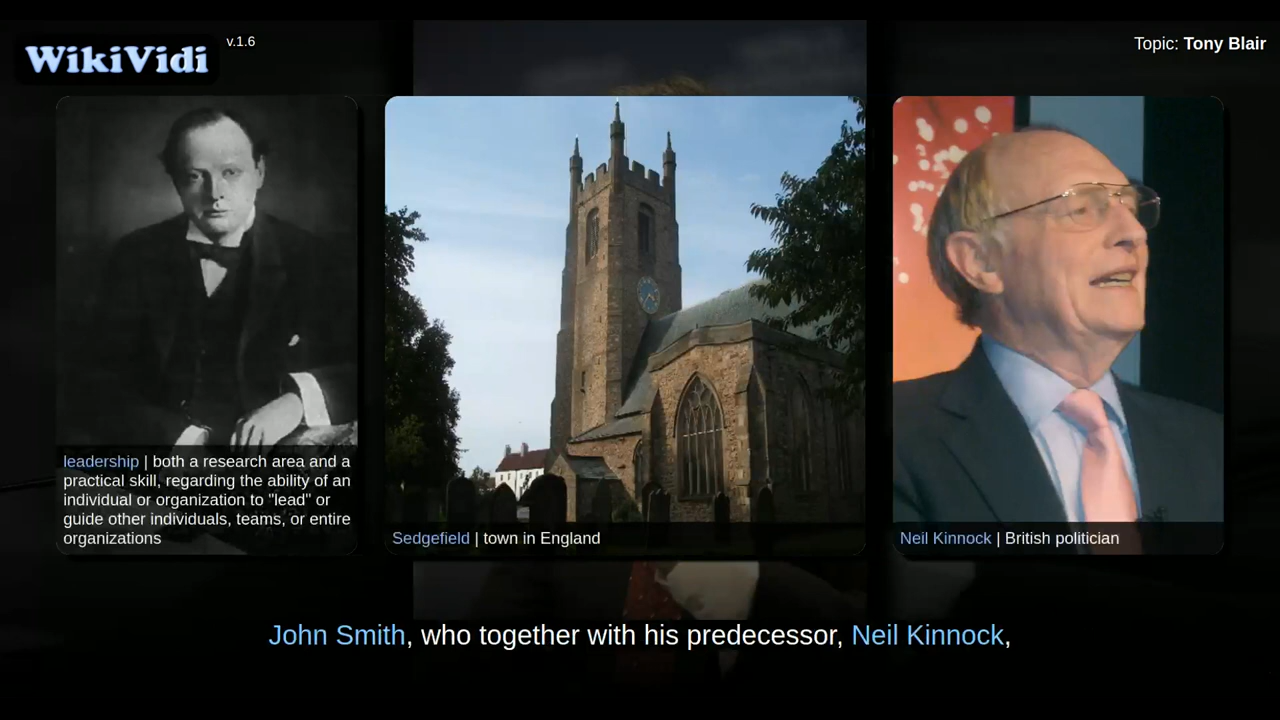 WikiVidi
v.1.6
Topic: Tony Blair
leadership | both a research area and a
practical skill, regarding the ability of an
individual or organization to "lead" or
guide other individuals, teams, or entire
organizations
Sedgefield | town in England
Neil Kinnock | British politician
John Smith, who together with his predecessor, Neil Kinnock,